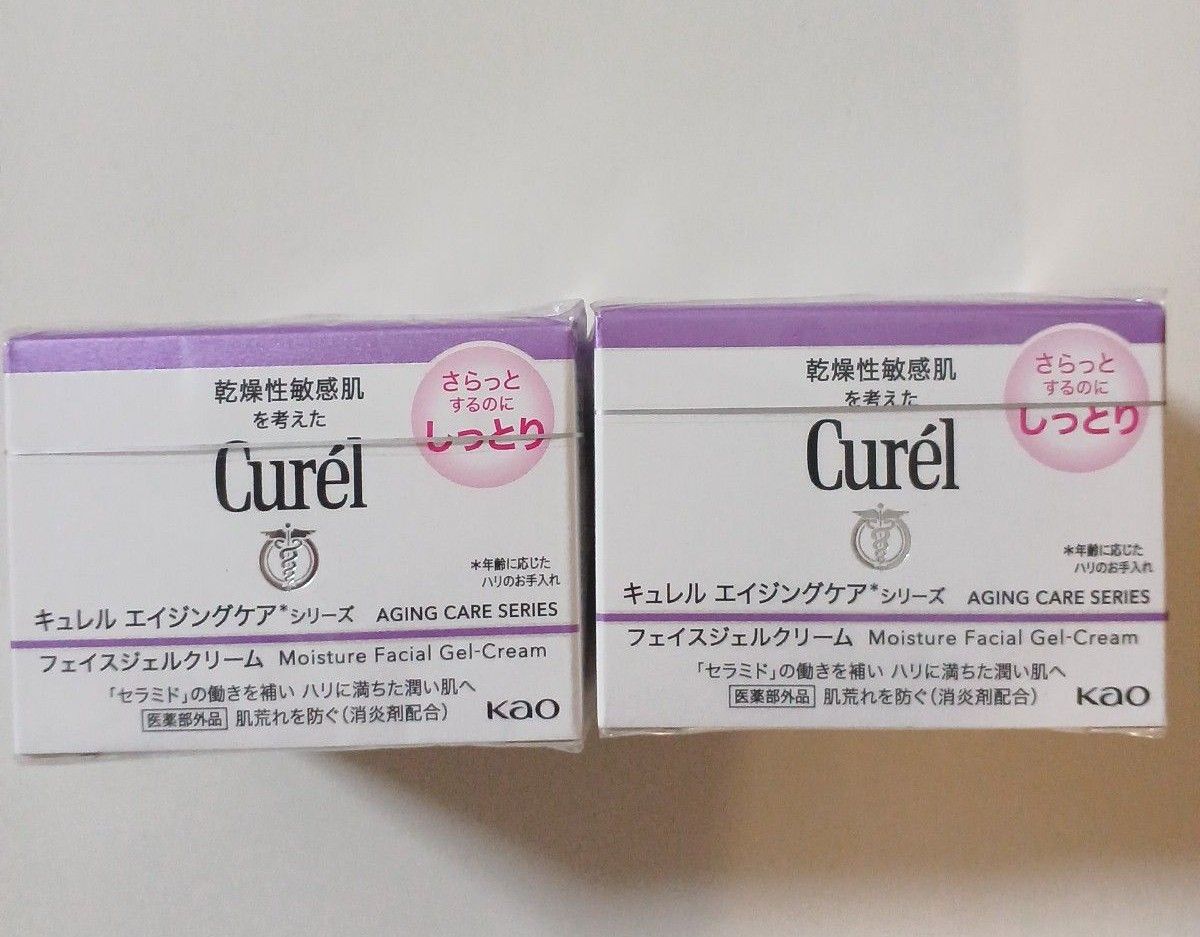 乾燥性敏感肌
を考えた
Curél
さらっと
するのに
しっとり
*年齢に応じた
ハリのお手入れ
キュレル エイジングケア*シリーズ AGING CARE SERIES
フェイスジェルクリーム Moisture Facial Gel-Cream
「セラミド」の働きを補い ハリに満ちた潤い肌へ
医薬部外品 肌荒れを防ぐ(消炎剤配合)
Kao
乾燥性敏感肌
を考えた
Curél
さらっと
するのに
しっとり
*年齢に応じた
ハリのお手入れ
キュレル エイジングケア*シリーズ AGING CARE SERIES
フェイスジェルクリーム Moisture Facial Gel-Cream
「セラミド」の働きを補い ハリに満ちた潤い肌へ
医薬部外品 肌荒れを防ぐ(消炎剤配合)
Kao